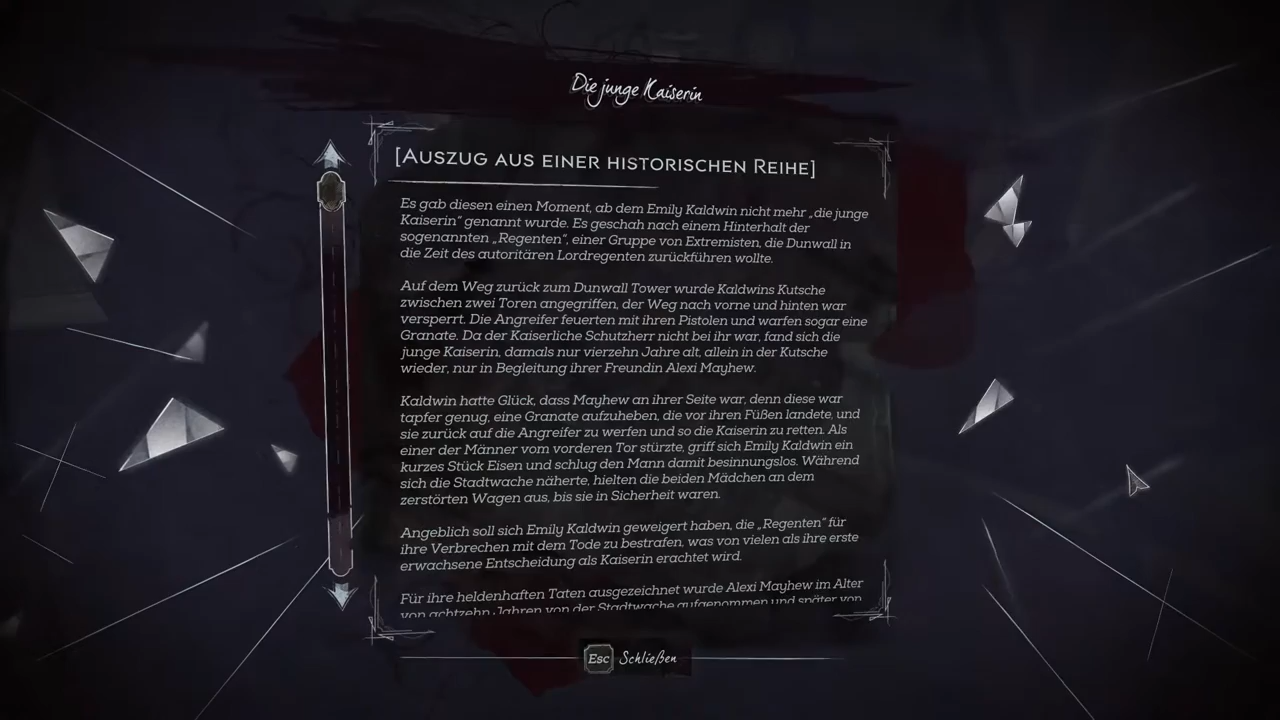 Die junge Kaiserin
[Auszug aus einer historischen Reihe]
Es gab diesen einen Moment, ab dem Emily Kaldwin nicht mehr „die junge
Kaiserin“ genannt wurde. Es geschah nach einem Hinterhalt der
sogenannten „Regenten“, einer Gruppe von Extremisten, die Dunwall in
die Zeit des autoritären Lordregenten zurückführen wollte.
Auf dem Weg zurück zum Dunwall Tower wurde Kaldwins Kutsche
zwischen zwei Toren angegriffen, der Weg nach vorne und hinten war
versperrt. Die Angreifer feuerten mit ihren Pistolen und warfen sogar eine
Granate. Da der Kaiserliche Schutzherr nicht bei ihr war, fand sich die
junge Kaiserin, damals nur vierzehn Jahre alt, allein in der Kutsche
wieder, nur in Begleitung ihrer Freundin Alexi Mayhew.
Kaldwin hatte Glück, dass Mayhew an ihrer Seite war, denn diese war
tapfer genug, eine Granate aufzuheben, die vor ihren Füßen landete, und
sie zurück auf die Angreifer zu werfen und so die Kaiserin zu retten. Als
einer der Männer vom vorderen Tor stürzte, griff sich Emily Kaldwin ein
kurzes Stück Eisen und schlug den Mann damit besinnungslos. Während
sich die Stadtwache näherte, hielten die beiden Mädchen an dem
zerstörten Wagen aus, bis sie in Sicherheit waren.
Angeblich soll sich Emily Kaldwin geweigert haben, die „Regenten“ für
ihre Verbrechen mit dem Tode zu bestrafen, was von vielen als ihre erste
erwachsene Entscheidung als Kaiserin erachtet wird.
Für ihre heldenhaften Taten ausgezeichnet wurde Alexi Mayhew im Alter
von achtzehn Jahren von der Stadtwache aufgenommen und später von
Esc Schließen